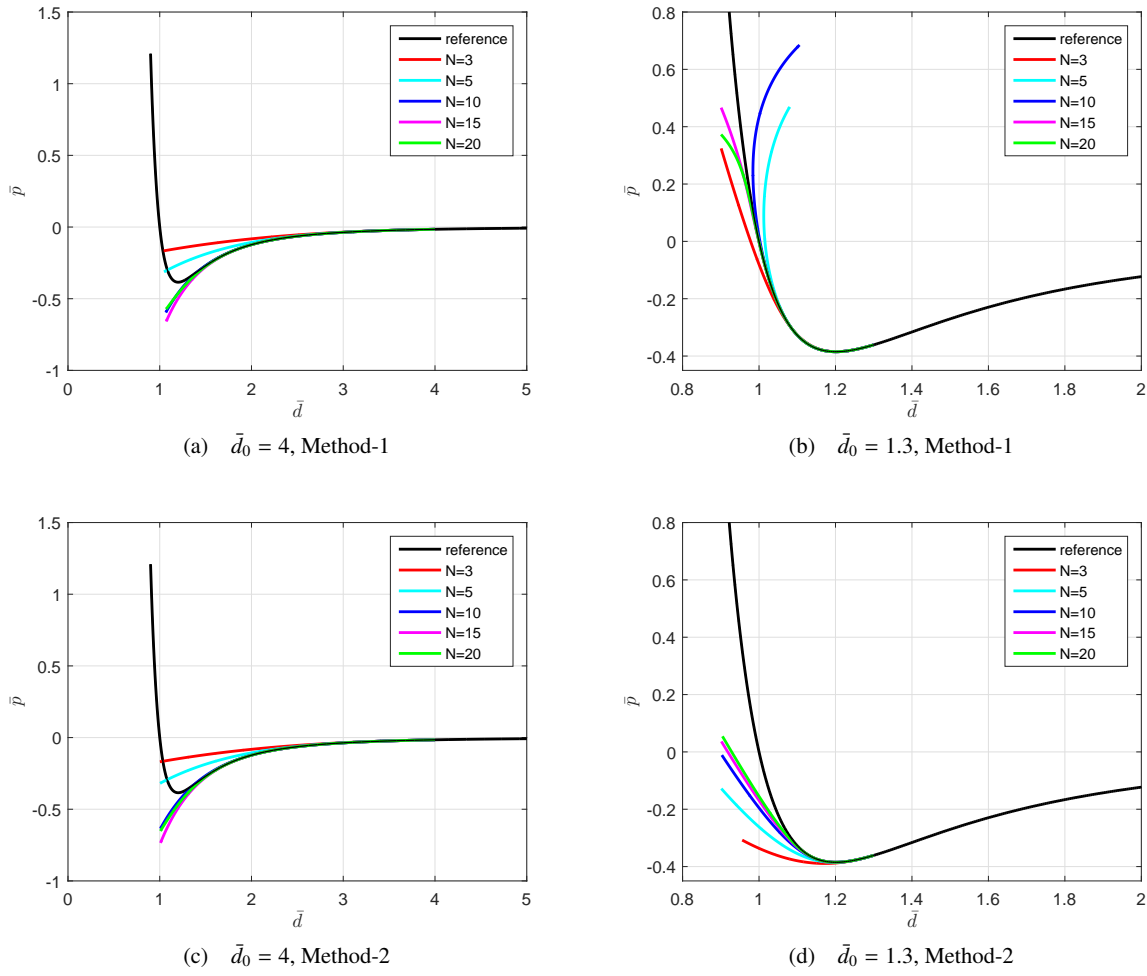 1.5
1
0.5
0
-0.5
-1
p̄
0 1 2 3 4 5
d̄
reference
N=3
N=5
N=10
N=15
N=20
(a) d̄₀ = 4, Method-1
0.8
0.6
0.4
0.2
0
-0.2
-0.4
p̄
0.8 1 1.2 1.4 1.6 1.8 2
d̄
reference
N=3
N=5
N=10
N=15
N=20
(b) d̄₀ = 1.3, Method-1
1.5
1
0.5
0
-0.5
-1
p̄
0 1 2 3 4 5
d̄
reference
N=3
N=5
N=10
N=15
N=20
(c) d̄₀ = 4, Method-2
0.8
0.6
0.4
0.2
0
-0.2
-0.4
p̄
0.8 1 1.2 1.4 1.6 1.8 2
d̄
reference
N=3
N=5
N=10
N=15
N=20
(d) d̄₀ = 1.3, Method-2